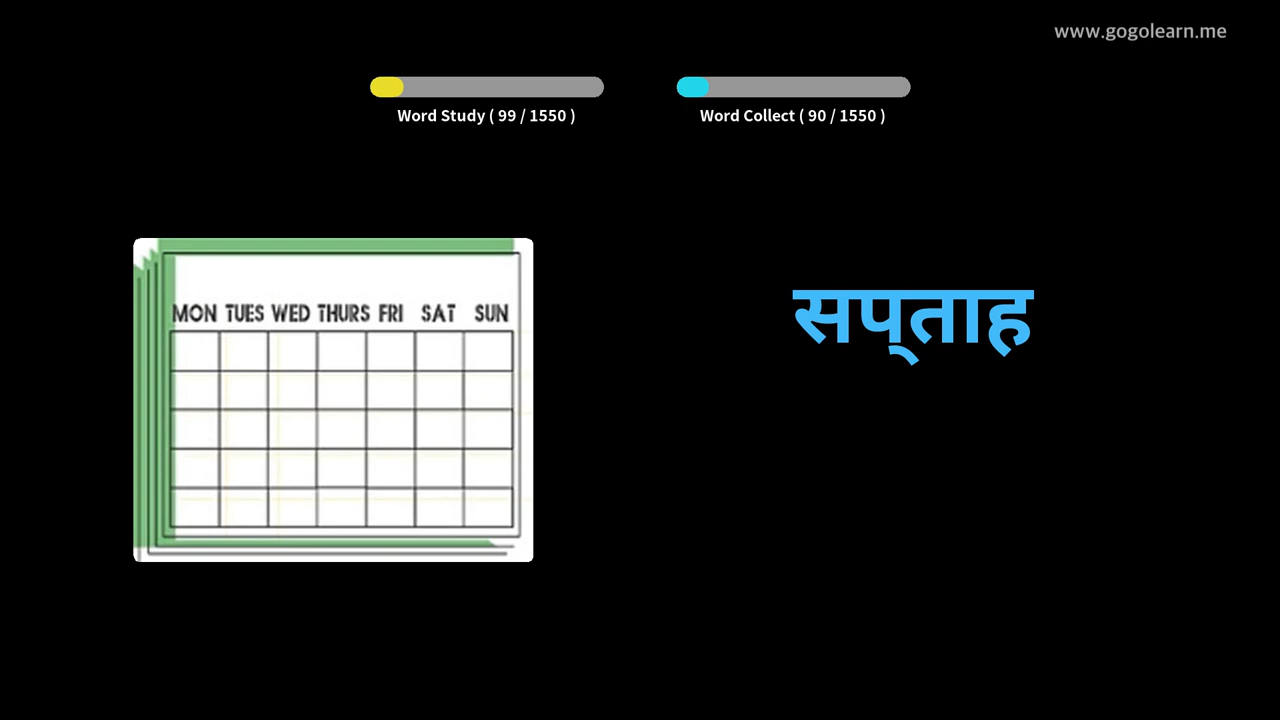 www.gogolearn.me
Word Study ( 99 / 1550 )
Word Collect ( 90 / 1550 )
MON TUES WED THURS FRI SAT SUN
सप्ताह